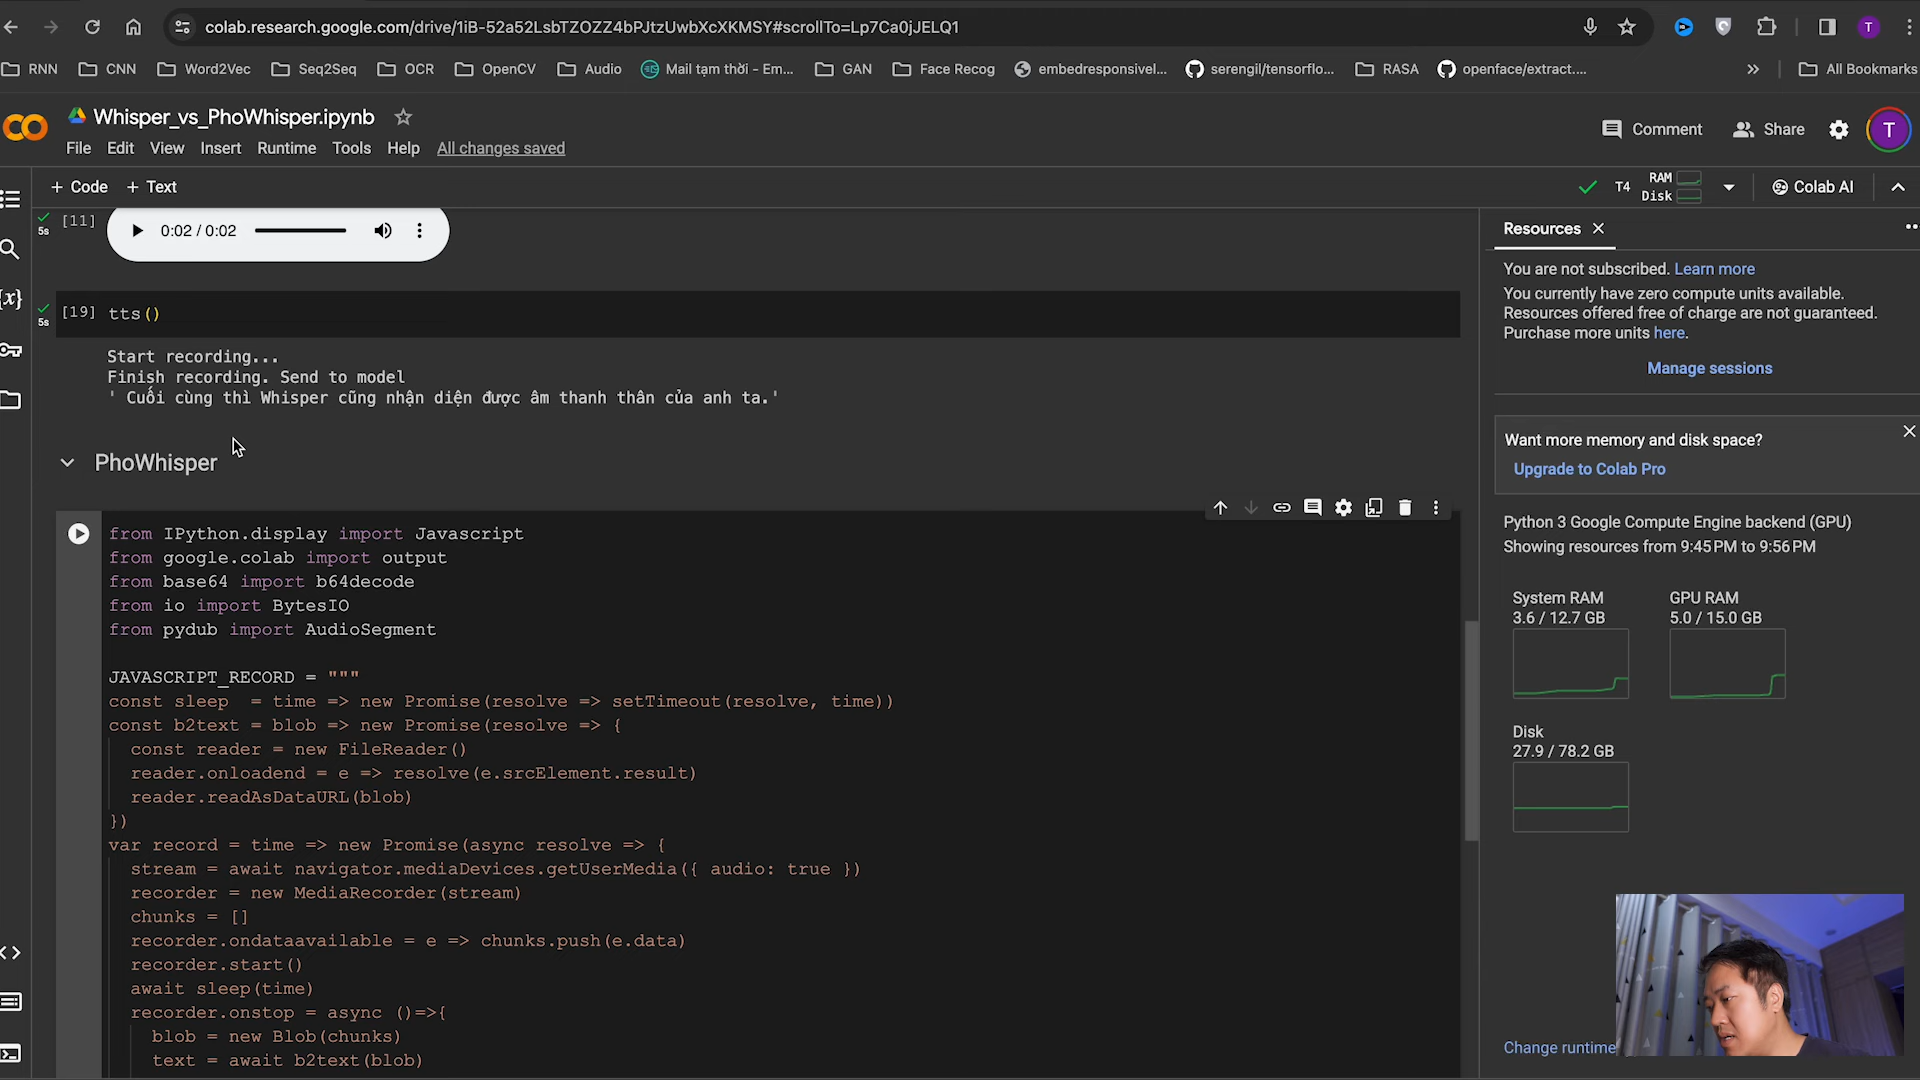 colab.research.google.com/drive/1iB-52a52LsbTZOZZ4bPJtzUwbXcXKMSY#scrollTo=Lp7Ca0jJELQ1
T
RNN CNN Word2Vec Seq2Seq OCR OpenCV Audio Mail tạm thời - Em... GAN Face Recog embedresponsivel... serengil/tensorflo... RASA openface/extract.... » All Bookmarks
Whisper_vs_PhoWhisper.ipynb
Comment Share T
File Edit View Insert Runtime Tools Help All changes saved
+ Code + Text
T4 RAM Disk Colab AI
[11] 5s
0:02 / 0:02
[19] tts()
5s
Start recording...
Finish recording. Send to model
' Cuối cùng thì Whisper cũng nhận diện được âm thanh thân của anh ta.'
PhoWhisper
from IPython.display import Javascript
from google.colab import output
from base64 import b64decode
from io import BytesIO
from pydub import AudioSegment
JAVASCRIPT_RECORD = """
const sleep  = time => new Promise(resolve => setTimeout(resolve, time))
const b2text = blob => new Promise(resolve => {
  const reader = new FileReader()
  reader.onloadend = e => resolve(e.srcElement.result)
  reader.readAsDataURL(blob)
})
var record = time => new Promise(async resolve => {
  stream = await navigator.mediaDevices.getUserMedia({ audio: true })
  recorder = new MediaRecorder(stream)
  chunks = []
  recorder.ondataavailable = e => chunks.push(e.data)
  recorder.start()
  await sleep(time)
  recorder.onstop = async ()=>{
    blob = new Blob(chunks)
    text = await b2text(blob)
Resources
You are not subscribed. Learn more
You currently have zero compute units available.
Resources offered free of charge are not guaranteed.
Purchase more units here.
Manage sessions
Want more memory and disk space?
Upgrade to Colab Pro
Python 3 Google Compute Engine backend (GPU)
Showing resources from 9:45 PM to 9:56 PM
System RAM
3.6 / 12.7 GB
GPU RAM
5.0 / 15.0 GB
Disk
27.9 / 78.2 GB
Change runtime